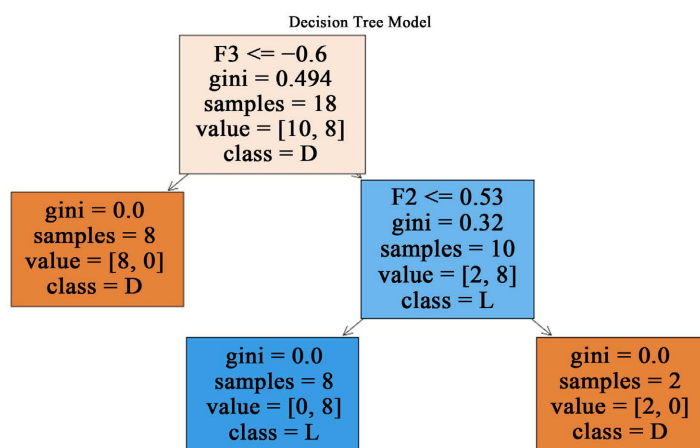 Decision Tree Model
F3 <= −0.6
gini = 0.494
samples = 18
value = [10, 8]
class = D
gini = 0.0
samples = 8
value = [8, 0]
class = D
F2 <= 0.53
gini = 0.32
samples = 10
value = [2, 8]
class = L
gini = 0.0
samples = 8
value = [0, 8]
class = L
gini = 0.0
samples = 2
value = [2, 0]
class = D